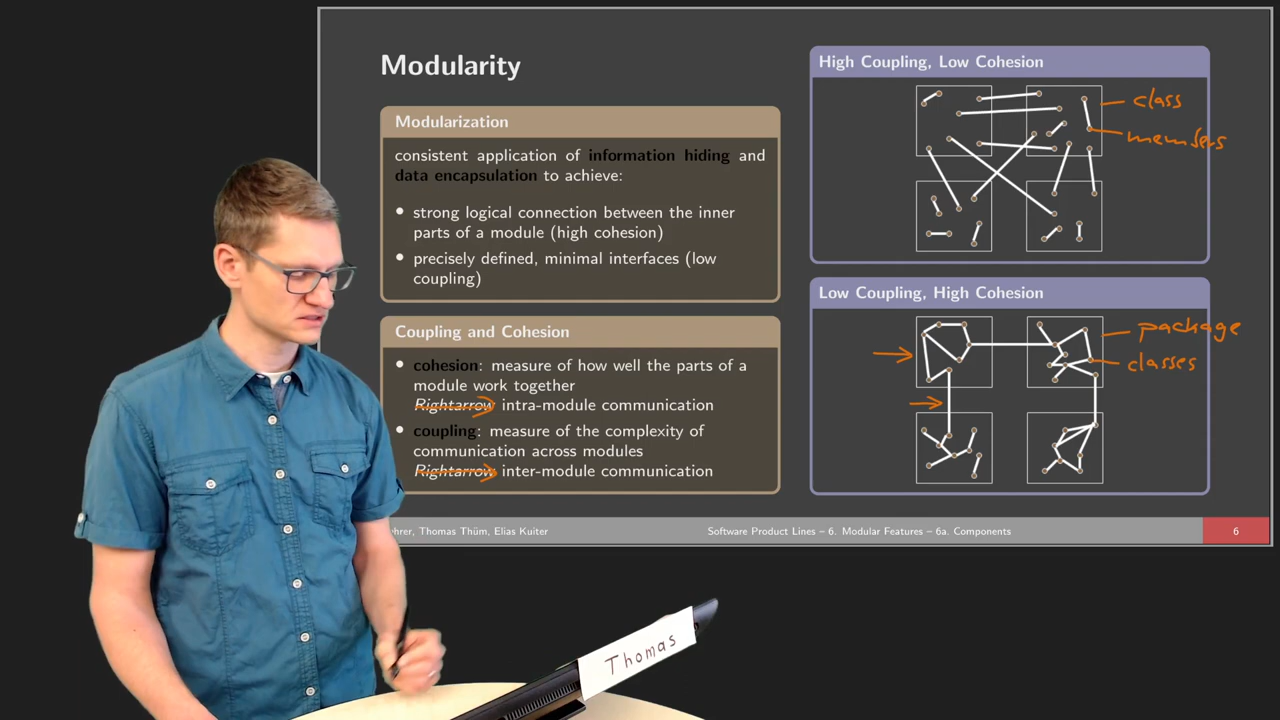 Modularity
Modularization
consistent application of information hiding and
data encapsulation to achieve:
• strong logical connection between the inner
parts of a module (high cohesion)
• precisely defined, minimal interfaces (low
coupling)
Coupling and Cohesion
• cohesion: measure of how well the parts of a
module work together
Rightarrow intra-module communication
• coupling: measure of the complexity of
communication across modules
Rightarrow inter-module communication
High Coupling, Low Cohesion
class
members
Low Coupling, High Cohesion
package
classes
Thomas Thüm, Elias Kuiter
Software Product Lines – 6. Modular Features – 6a. Components
6
Thomas